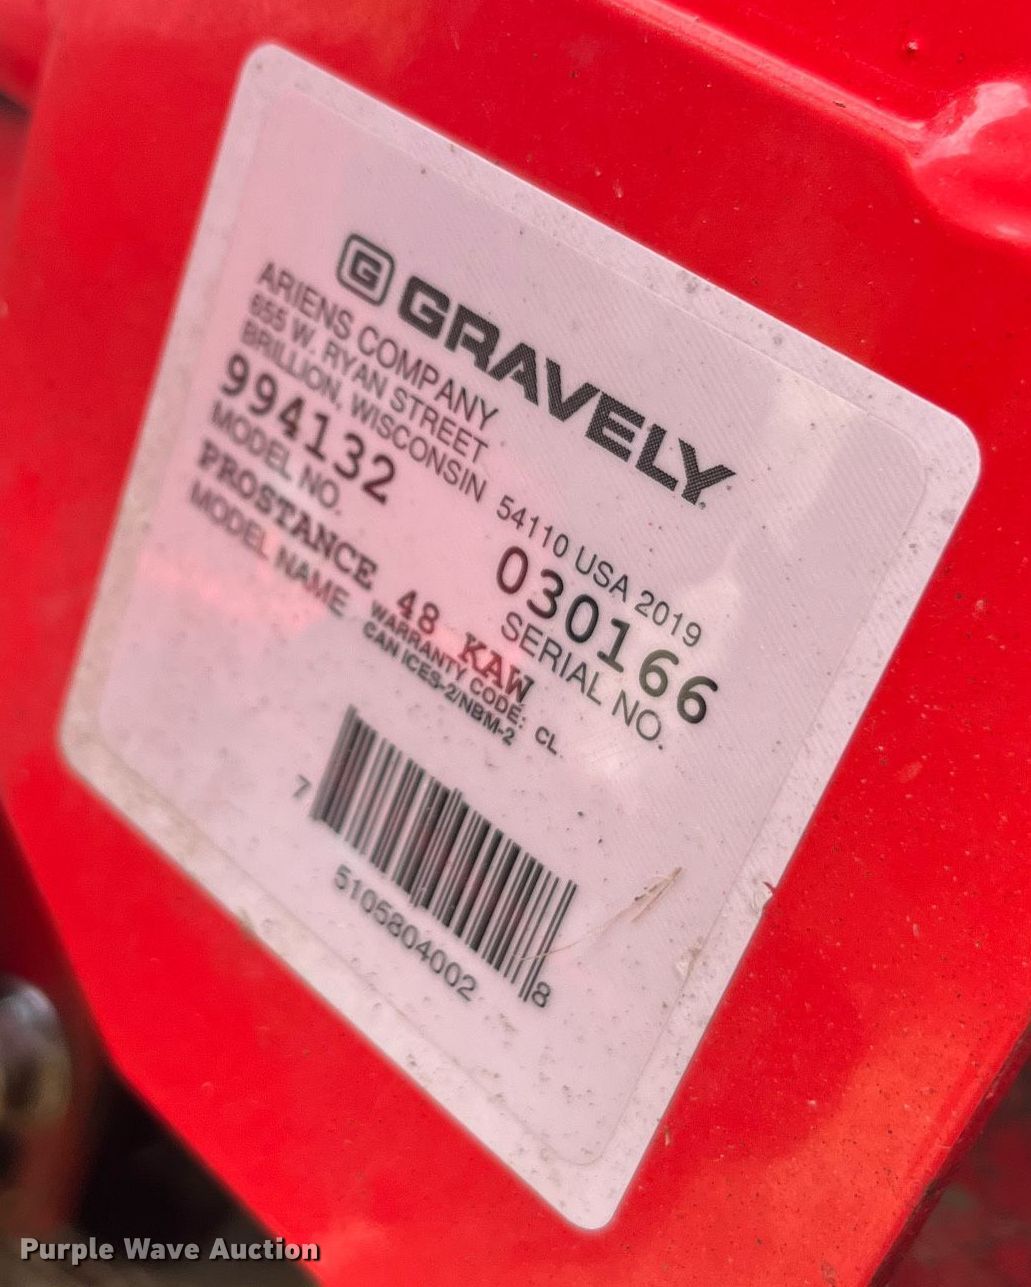 G GRAVELY
ARIENS COMPANY
655 W. RYAN STREET
BRILLION, WISCONSIN 54110 USA 2019
994132 030166
MODEL NO. SERIAL NO.
PROSTANCE 48 KAW
MODEL NAME WARRANTY CODE: CL
CAN ICES-2/NBM-2
7 5105804002 8
Purple Wave Auction